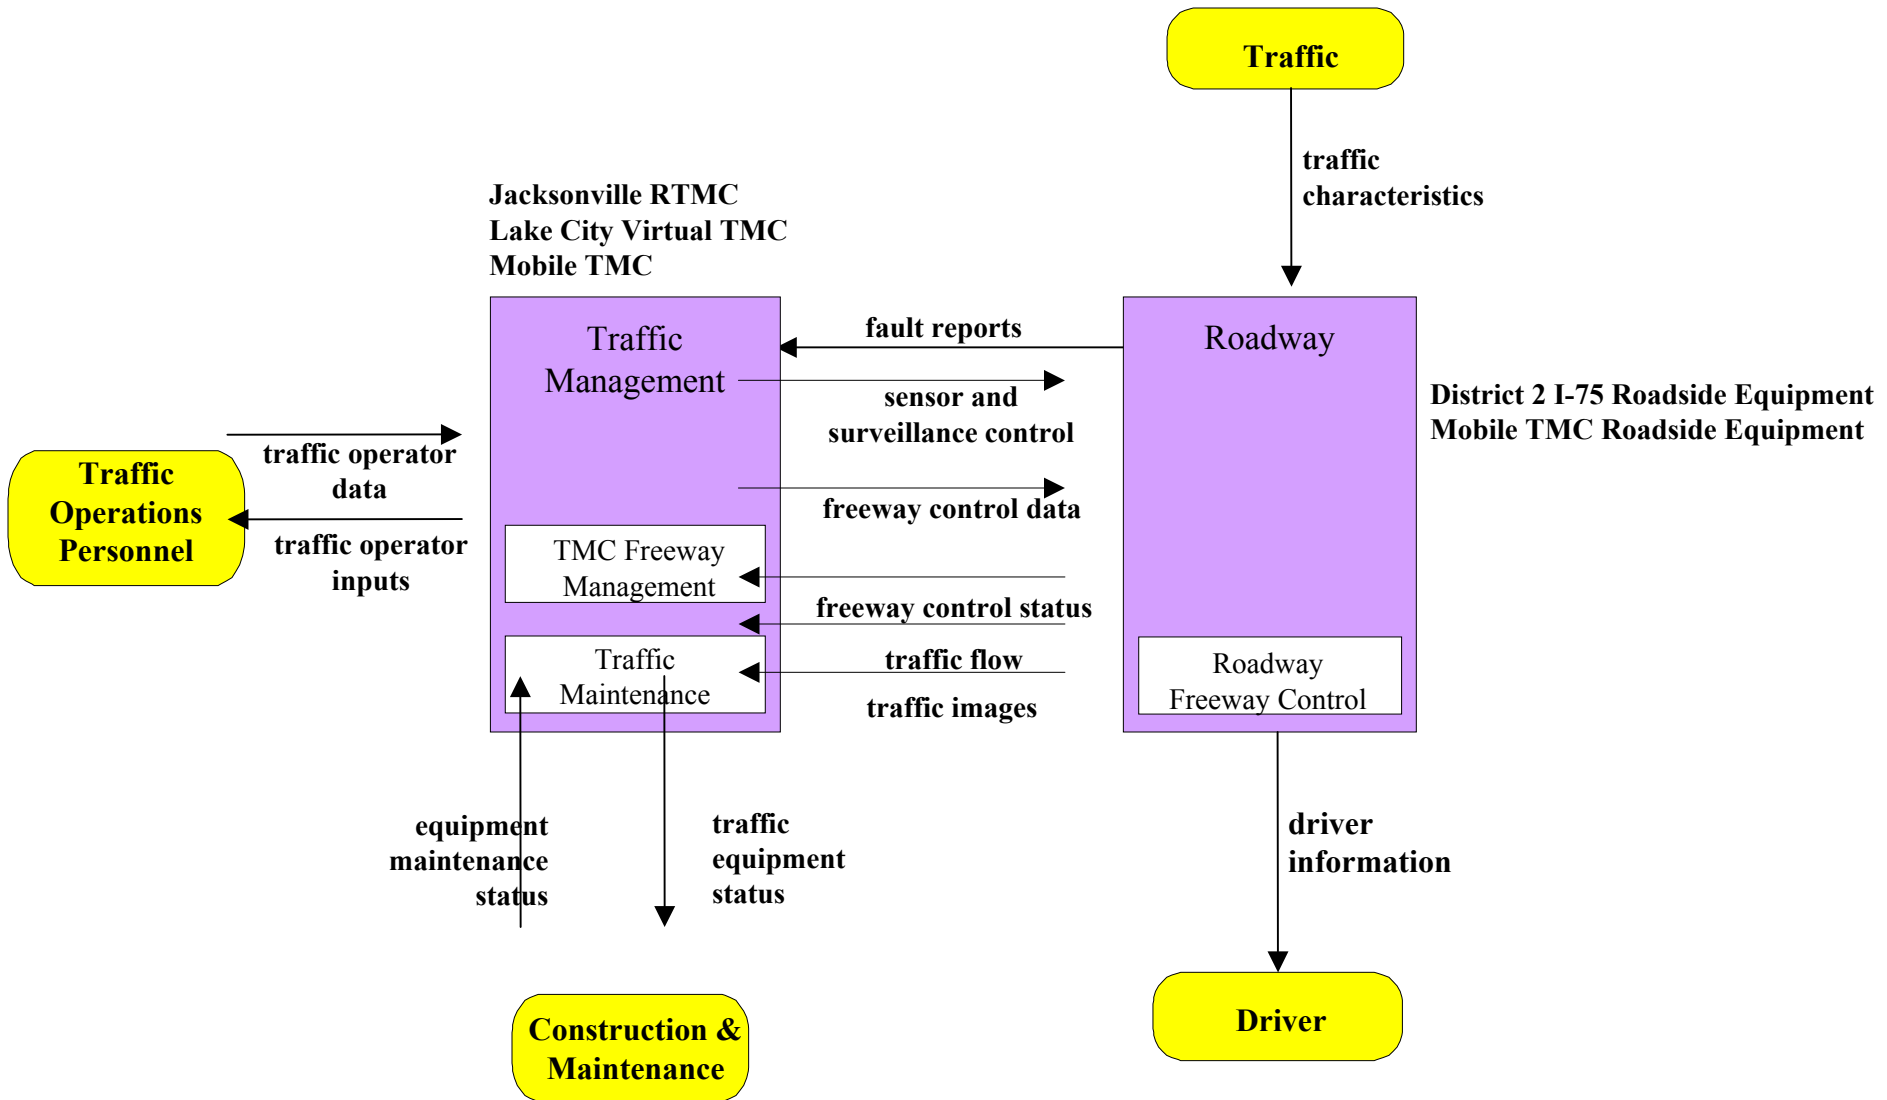 Traffic
traffic
characteristics
Jacksonville RTMC
Lake City Virtual TMC
Mobile TMC
Traffic
Management
fault reports
Roadway
sensor and
surveillance control
District 2 I-75 Roadside Equipment
Mobile TMC Roadside Equipment
traffic operator
data
Traffic
Operations
Personnel
freeway control data
traffic operator
inputs
TMC Freeway
Management
freeway control status
Traffic
Maintenance
traffic flow
traffic images
Roadway
Freeway Control
equipment
maintenance
status
traffic
equipment
status
driver
information
Construction &
Maintenance
Driver